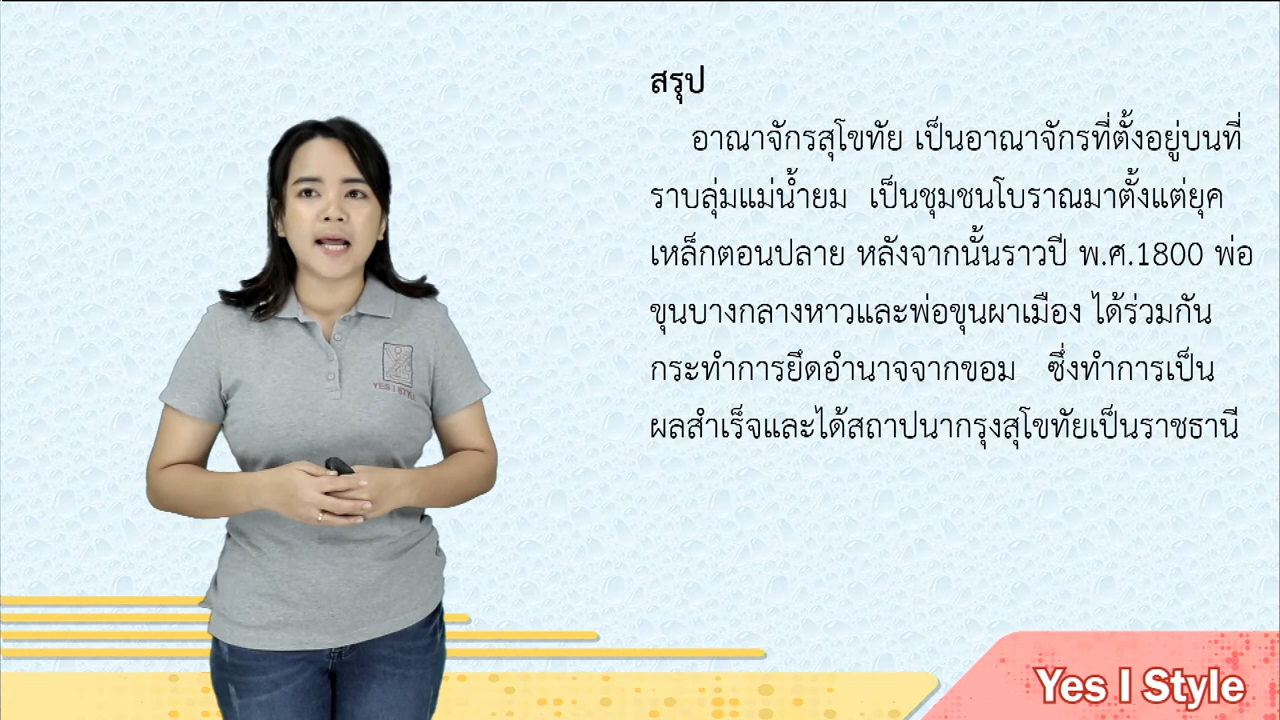 สรุป
อาณาจักรสุโขทัย เป็นอาณาจักรที่ตั้งอยู่บนที่
ราบลุ่มแม่น้ำยม เป็นชุมชนโบราณมาตั้งแต่ยุค
เหล็กตอนปลาย หลังจากนั้นราวปี พ.ศ.1800 พ่อ
ขุนบางกลางหาวและพ่อขุนผาเมือง ได้ร่วมกัน
กระทำการยึดอำนาจจากขอม ซึ่งทำการเป็น
ผลสำเร็จและได้สถาปนากรุงสุโขทัยเป็นราชธานี
YES I STYLE
Yes I Style